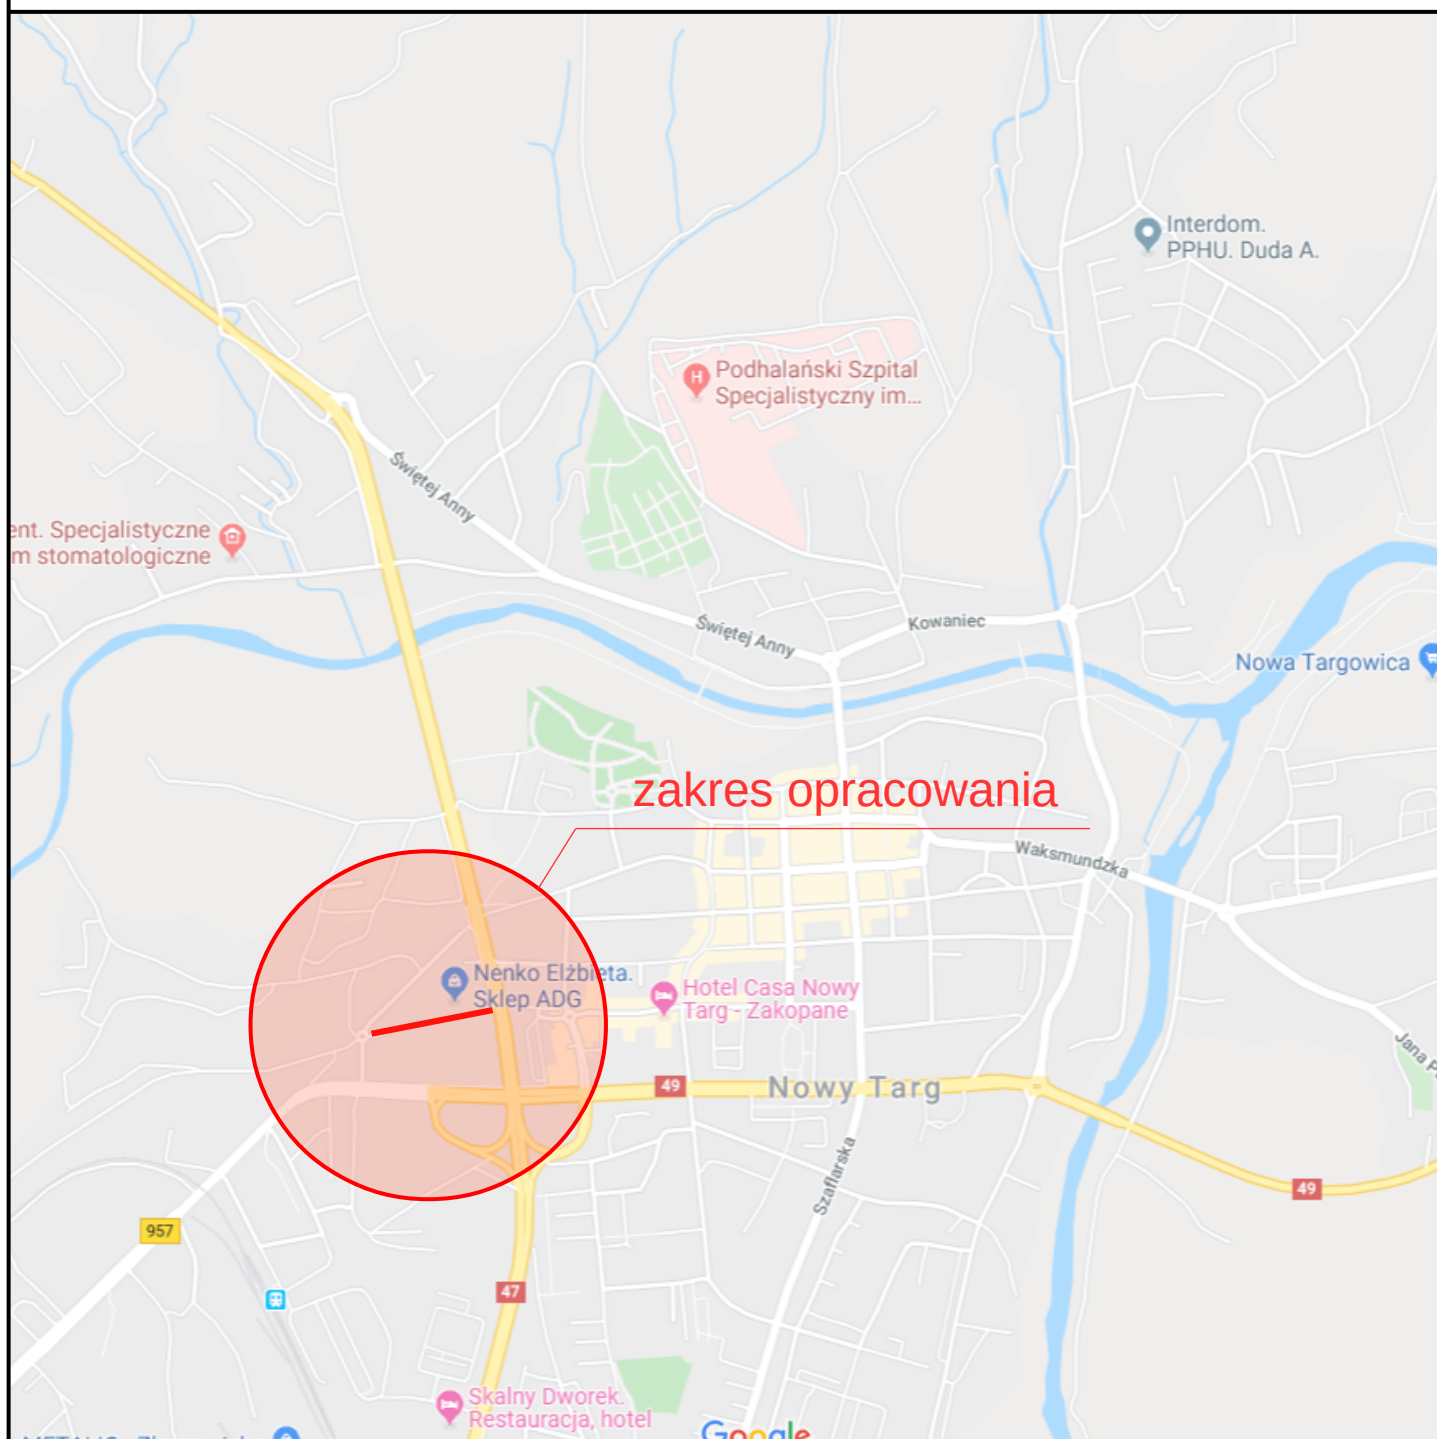 Interdom.
PPHU. Duda A.
Podhalański Szpital
Specjalistyczny im...
Świętej Anny
ent. Specjalistyczne
m stomatologiczne
Świętej Anny
Kowaniec
Nowa Targowica
zakres opracowania
Waksmundzka
Nenko Elżbieta.
Sklep ADG
Hotel Casa Nowy
Targ - Zakopane
Jana P
49
Nowy Targ
Szaflarska
49
957
47
Skalny Dworek.
Restauracja, hotel
Google